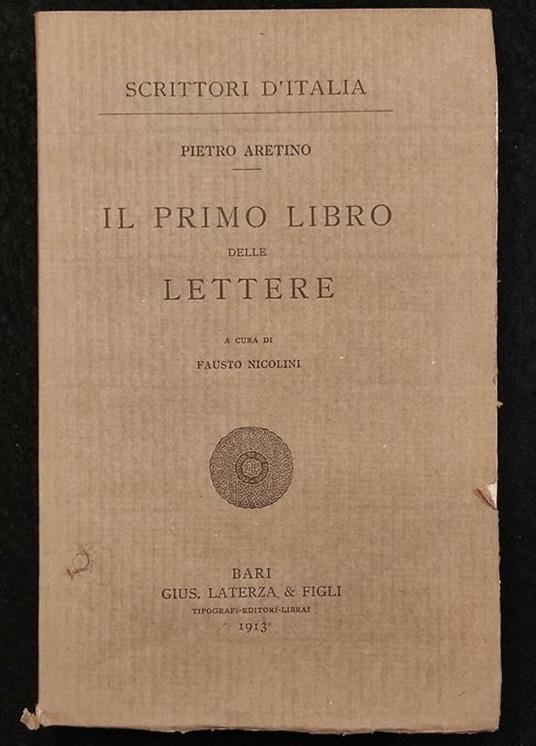 SCRITTORI D'ITALIA
PIETRO ARETINO
IL PRIMO LIBRO
DELLE
LETTERE
A CURA DI
FAUSTO NICOLINI
BARI
GIUS. LATERZA & FIGLI
TIPOGRAFI-EDITORI-LIBRAI
1913